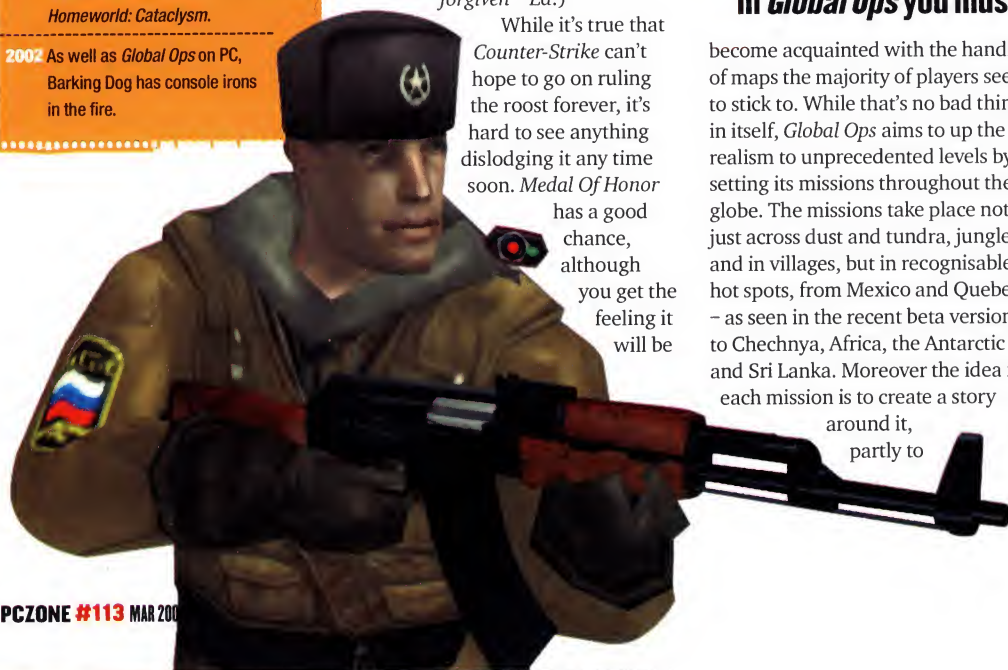 Homeworld: Cataclysm.
2002 As well as Global Ops on PC,
Barking Dog has console irons
in the fire.
forgiven – Ed.)
While it's true that
Counter-Strike can't
hope to go on ruling
the roost forever, it's
hard to see anything
dislodging it any time
soon. Medal Of Honor
has a good
chance,
although
you get the
feeling it
will be
In Global Ops you
become acquainted with the
of maps the majority of players
to stick to. While that's no bad
in itself, Global Ops aims to up the
realism to unprecedented levels by
setting its missions throughout the
globe. The missions take place not
just across dust and tundra, jungle
and in villages, but in recognisable
hot spots, from Mexico and
– as seen in the recent beta version
to Chechnya, Africa, the Antarctic
and Sri Lanka. Moreover the idea
each mission is to create a story
around it,
partly to
PCZONE #113 MAR